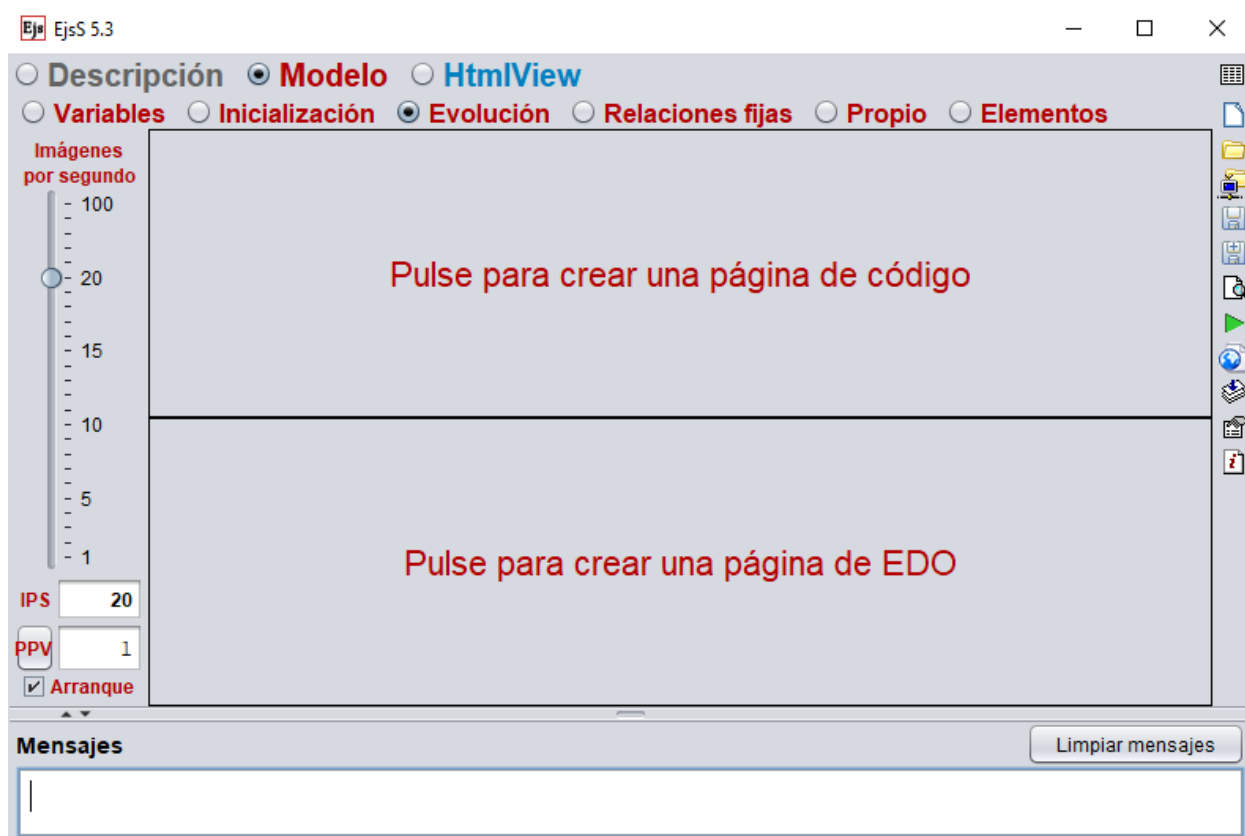 Ejs EjsS 5.3
Descripción Modelo HtmlView
Variables Inicialización Evolución Relaciones fijas Propio Elementos
Imágenes
por segundo
100
20
15
10
5
1
IPS 20
PPV 1
Arranque
Pulse para crear una página de código
Pulse para crear una página de EDO
Mensajes Limpiar mensajes